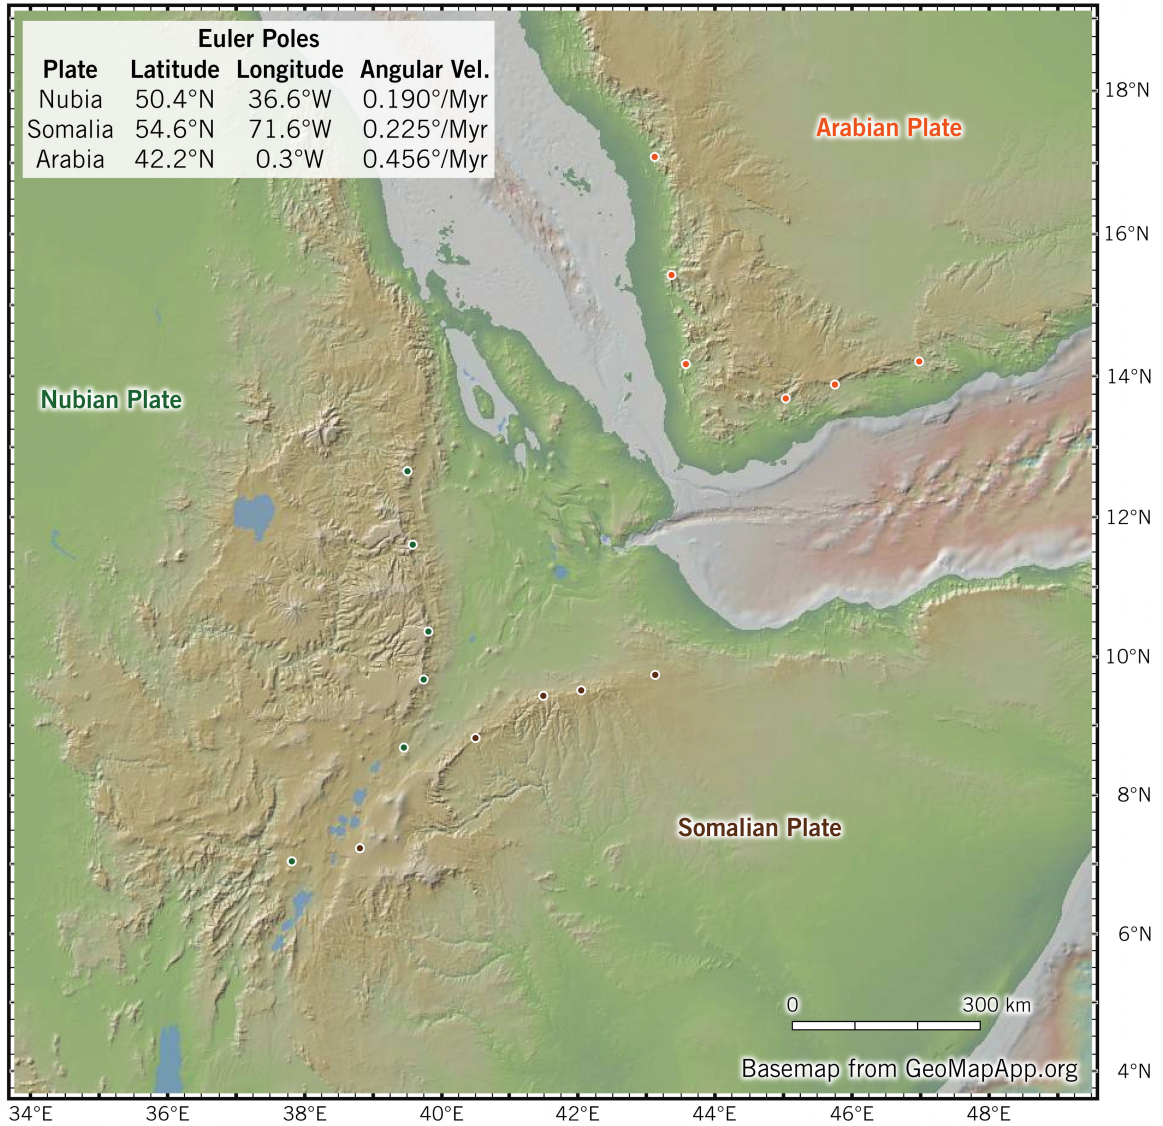 Euler Poles
Plate Latitude Longitude Angular Vel.
Nubia 50.4°N 36.6°W 0.190°/Myr
Somalia 54.6°N 71.6°W 0.225°/Myr
Arabia 42.2°N 0.3°W 0.456°/Myr
18°N
Arabian Plate
16°N
14°N
Nubian Plate
12°N
10°N
8°N
Somalian Plate
6°N
0 300 km
4°N
Basemap from GeoMapApp.org
34°E 36°E 38°E 40°E 42°E 44°E 46°E 48°E